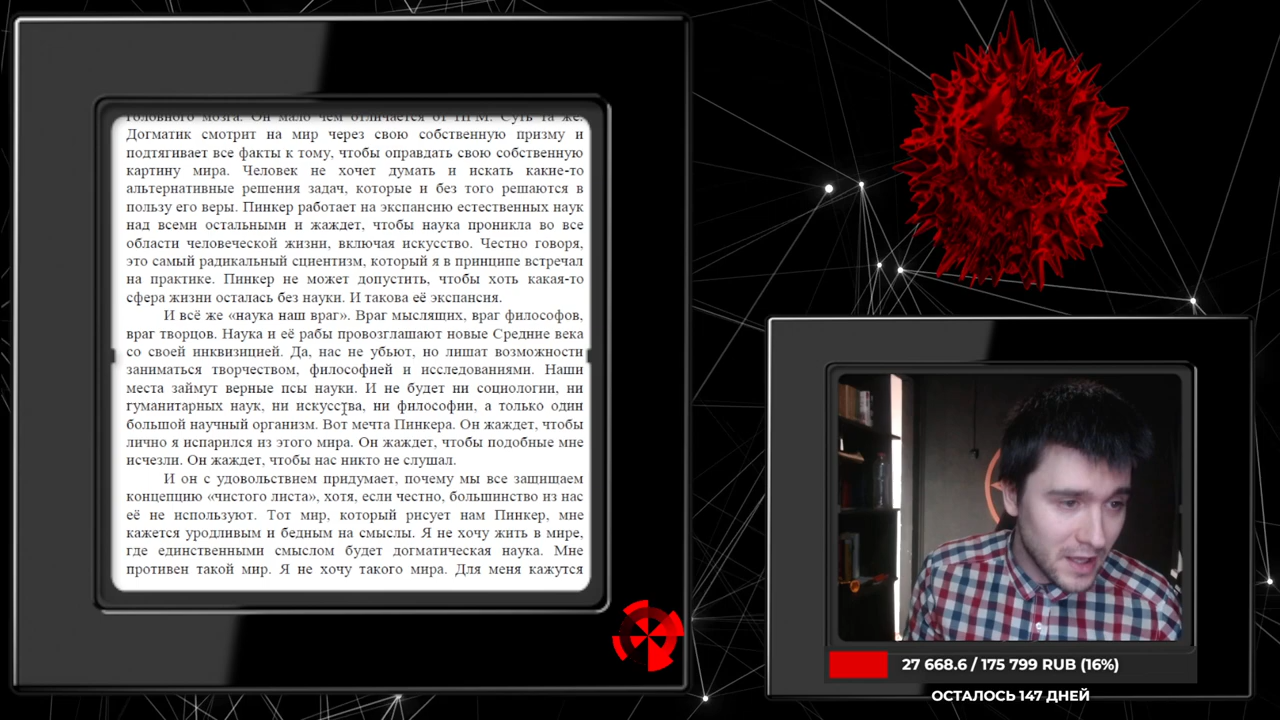 головного мозга. Он мало чем отличается от ПГМ. Суть та же.
Догматик смотрит на мир через свою собственную призму и
подтягивает все факты к тому, чтобы оправдать свою собственную
картину мира. Человек не хочет думать и искать какие-то
альтернативные решения задач, которые и без того решаются в
пользу его веры. Пинкер работает на экспансию естественных наук
над всеми остальными и жаждет, чтобы наука проникла во все
области человеческой жизни, включая искусство. Честно говоря,
это самый радикальный сциентизм, который я в принципе встречал
на практике. Пинкер не может допустить, чтобы хоть какая-то
сфера жизни осталась без науки. И такова её экспансия.
И всё же «наука наш враг». Враг мыслящих, враг философов,
враг творцов. Наука и её рабы провозглашают новые Средние века
со своей инквизицией. Да, нас не убьют, но лишат возможности
заниматься творчеством, философией и исследованиями. Наши
места займут верные псы науки. И не будет ни социологии, ни
гуманитарных наук, ни искусства, ни философии, а только один
большой научный организм. Вот мечта Пинкера. Он жаждет, чтобы
лично я испарился из этого мира. Он жаждет, чтобы подобные мне
исчезли. Он жаждет, чтобы нас никто не слушал.
И он с удовольствием придумает, почему мы все защищаем
концепцию «чистого листа», хотя, если честно, большинство из нас
её не используют. Тот мир, который рисует нам Пинкер, мне
кажется уродливым и бедным на смыслы. Я не хочу жить в мире,
где единственными смыслом будет догматическая наука. Мне
противен такой мир. Я не хочу такого мира. Для меня кажутся
27 668.6 / 175 799 RUB (16%)
ОСТАЛОСЬ 147 ДНЕЙ